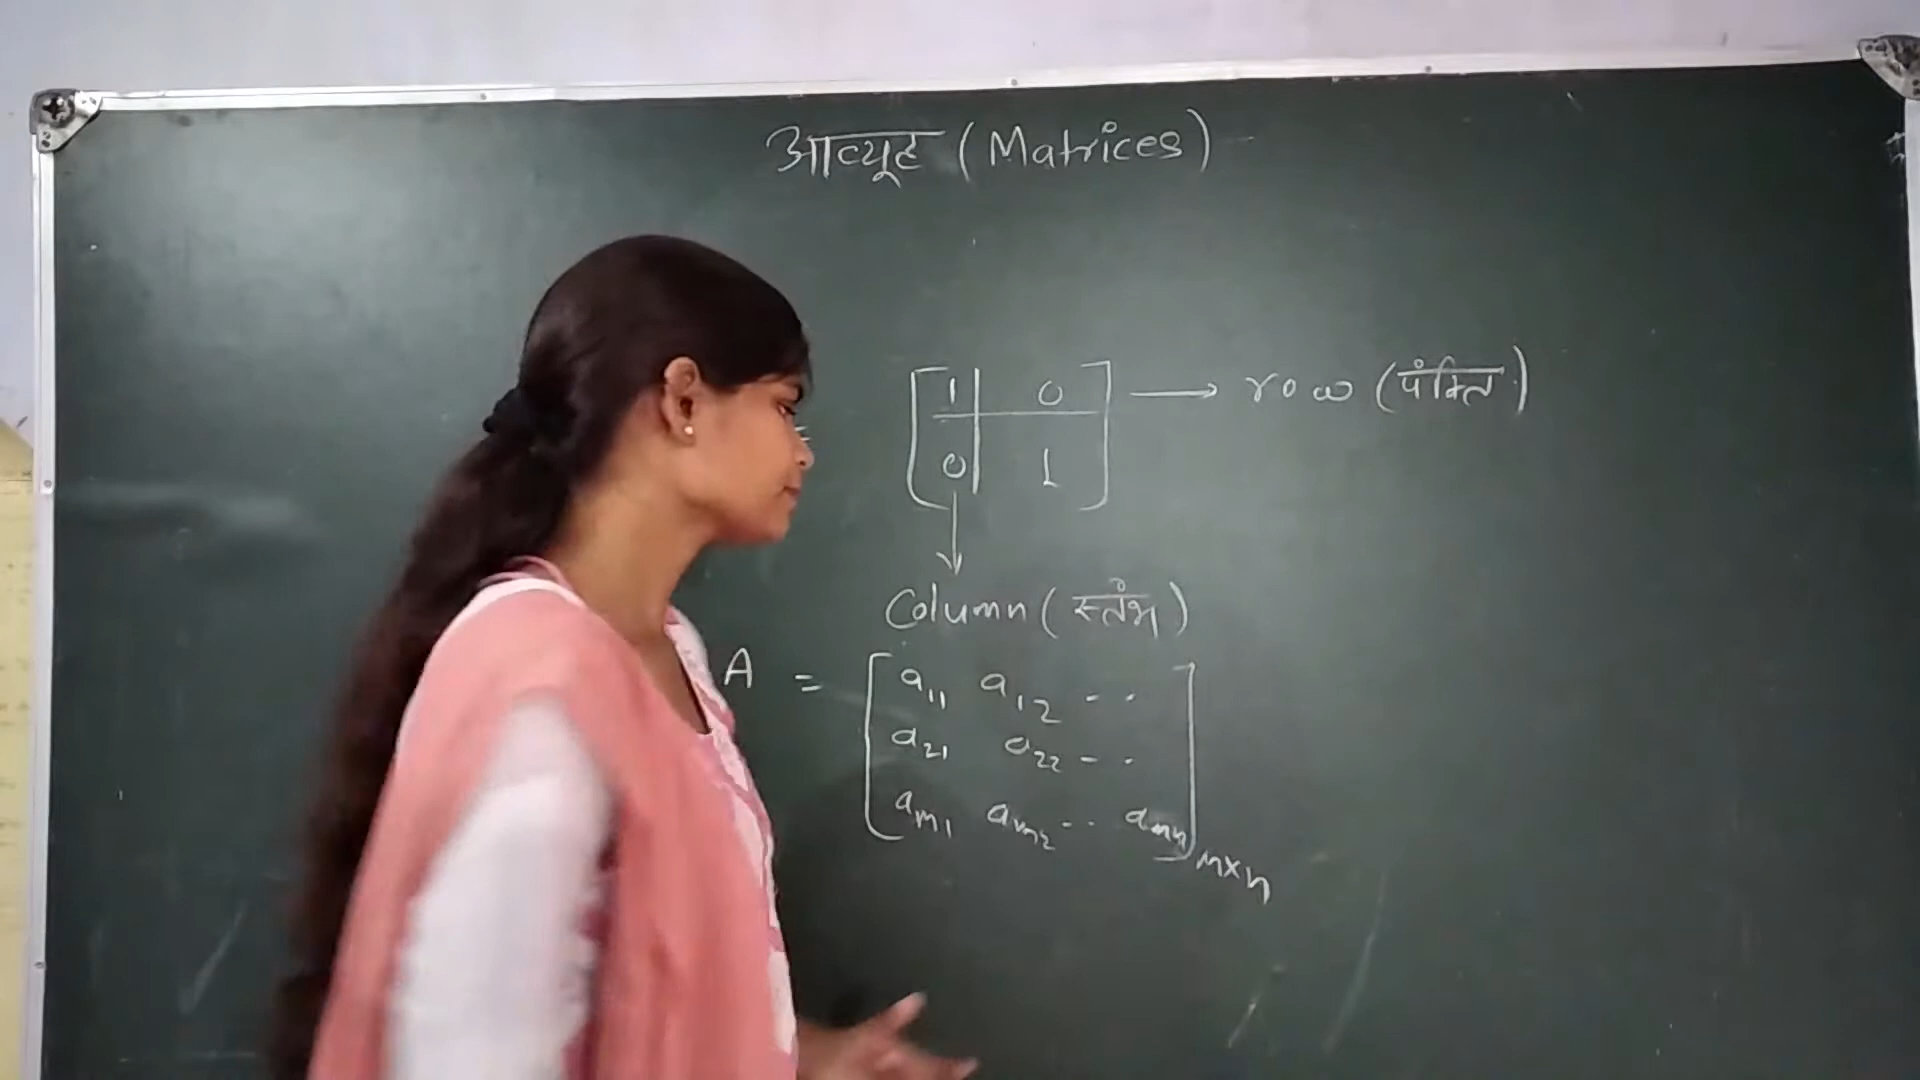 आव्यूह (Matrices)
= [1 0 → row (पंक्ति)
0 1]
↓
Column (स्तंभ)
A = [a₁₁ a₁₂ - -
a₂₁ a₂₂ - -
aₘ₁ aₘ₂ - - aₘₙ]ₘ×ₙ